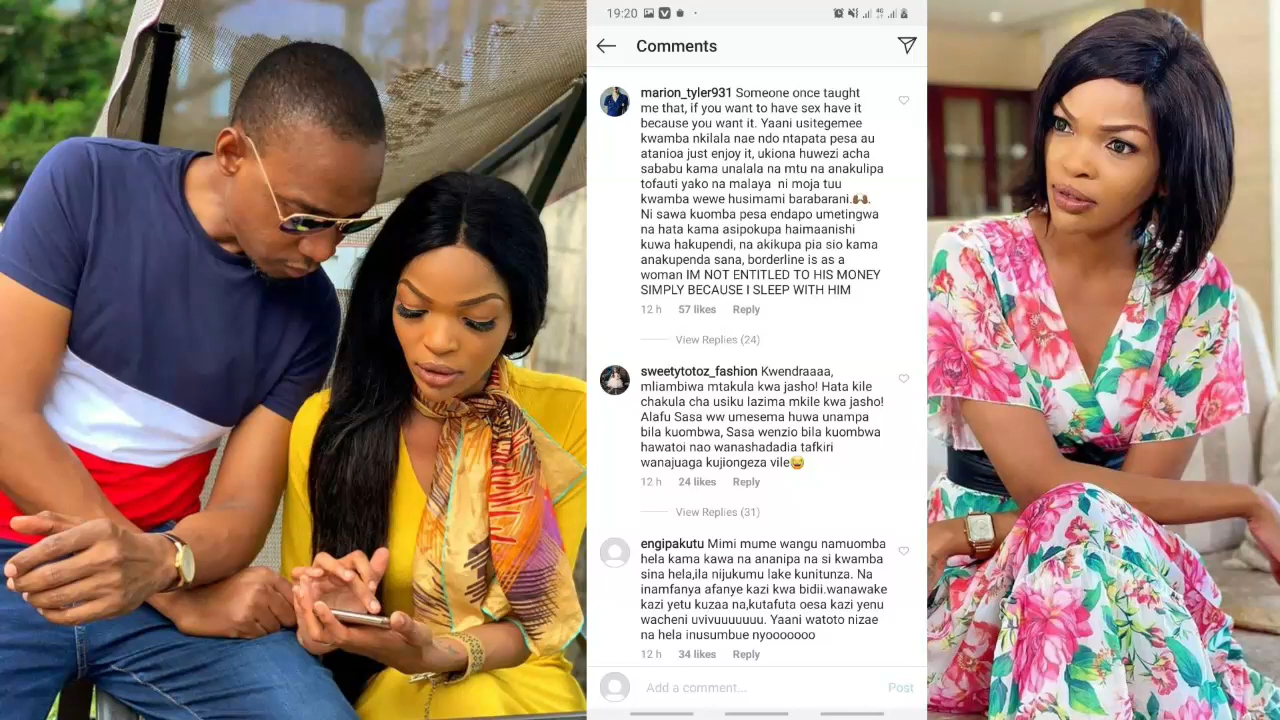 19:20
Comments
marion_tyler931 Someone once taught
me that, if you want to have sex have it
because you want it. Yaani usitegemee
kwamba nkilala nae ndo ntapata pesa au
atanioa just enjoy it, ukiona huwezi acha
sababu kama unalala na mtu na anakulipa
tofauti yako na malaya ni moja tuu
kwamba wewe husimami barabarani.🙌🏾.
Ni sawa kuomba pesa endapo umetingwa
na hata kama asipokupa haimaanishi
kuwa hakupendi, na akikupa pia sio kama
anakupenda sana, borderline is as a
woman IM NOT ENTITLED TO HIS MONEY
SIMPLY BECAUSE I SLEEP WITH HIM
12 h 57 likes Reply
View Replies (24)
sweetytotoz_fashion Kwendraaaa,
mliambiwa mtakula kwa jasho! Hata kile
chakula cha usiku lazima mkile kwa jasho!
Alafu Sasa ww umesema huwa unampa
bila kuombwa, Sasa wenzio bila kuombwa
hawatoi nao wanashadadia tafkiri
wanajuaga kujiongeza vile😅
12 h 24 likes Reply
View Replies (31)
engipakutu Mimi mume wangu namuomba
hela kama kawa na ananipa na si kwamba
sina hela,ila nijukumu lake kunitunza. Na
inamfanya afanye kazi kwa bidii.wanawake
kazi yetu kuzaa na,kutafuta oesa kazi yenu
wacheni uvivuuuuuu. Yaani watoto nizae
na hela inusumbue nyooooooo
12 h 34 likes Reply
Add a comment... Post